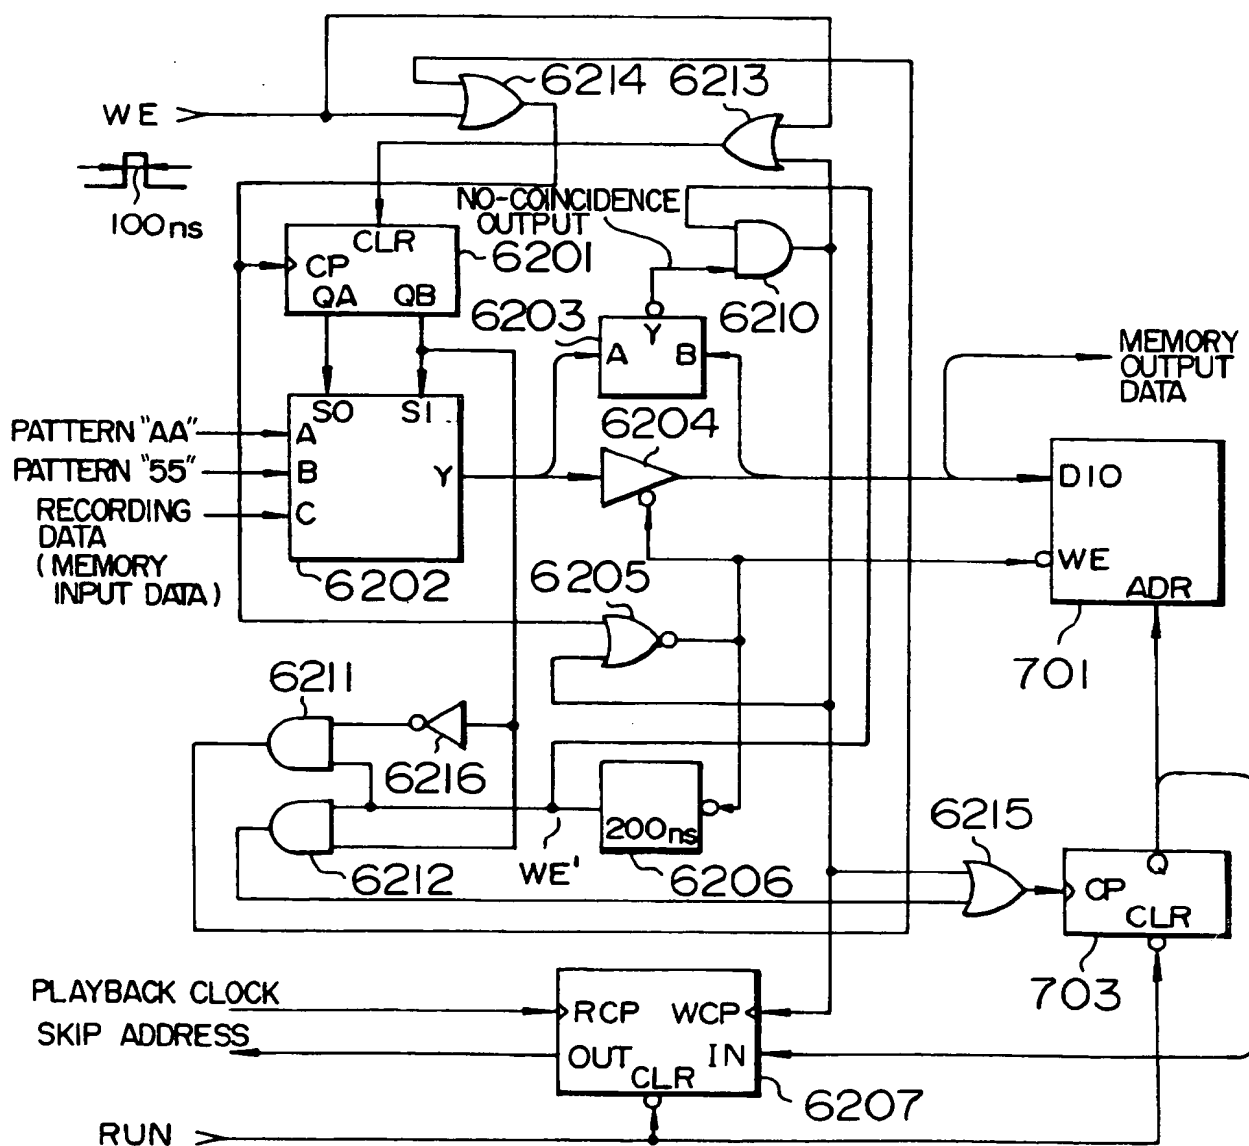 6214
6213
WE
100ns
NO-COINCIDENCE
OUTPUT
CLR
CP
QA
QB
6201
6203
Y
A
B
6210
MEMORY
OUTPUT
DATA
6204
S0
S1
PATTERN "AA"
A
PATTERN "55"
B
Y
RECORDING
DATA
(MEMORY
INPUT DATA)
C
6202
DIO
WE
ADR
701
6205
6211
6216
200ns
6206
WE'
6212
6215
Q
CP
CLR
703
PLAYBACK CLOCK
SKIP ADDRESS
RCP
WCP
OUT
IN
CLR
6207
RUN